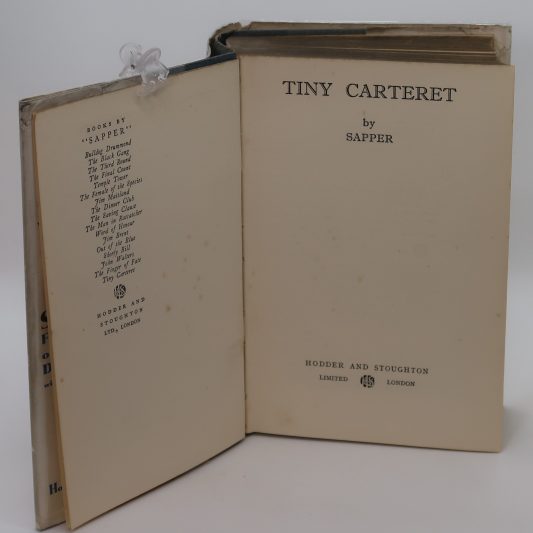 BOOKS BY
"SAPPER"
Bulldog Drummond
The Black Gang
The Third Round
The Final Count
Temple Tower
The Female of the Species
Jim Maitland
The Dinner Club
The Saving Clause
The Man in Ratcatcher
Word of Honour
Jim Brent
Out of the Blue
Shorty Bill
John Walters
The Finger of Fate
Tiny Carteret
HODDER AND
STOUGHTON
LTD., LONDON
TINY CARTERET
by
SAPPER
HODDER AND STOUGHTON
LIMITED LONDON